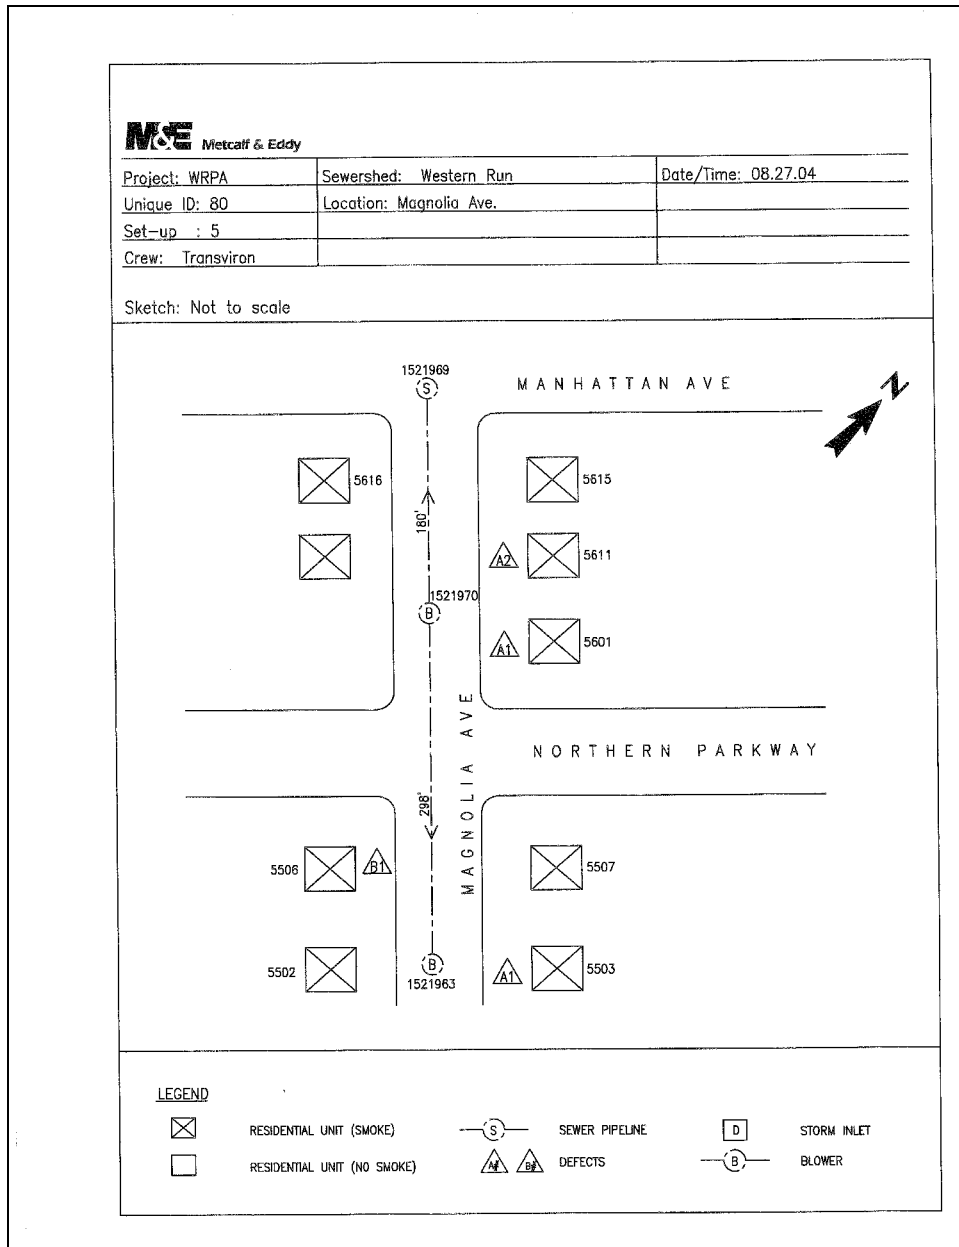 M&E Metcalf & Eddy
Project: WRPA
Sewershed: Western Run
Date/Time: 08.27.04
Unique ID: 80
Location: Magnolia Ave.
Set-up : 5
Crew: Transviron
Sketch: Not to scale
1521969
S
MANHATTAN AVE
N
5616
5615
180'
A2
5611
1521970
B
A1
5601
MAGNOLIA AVE
NORTHERN PARKWAY
298'
5506
B1
5507
5502
B
1521963
A1
5503
LEGEND
RESIDENTIAL UNIT (SMOKE)
S
SEWER PIPELINE
D
STORM INLET
RESIDENTIAL UNIT (NO SMOKE)
A#
B#
DEFECTS
B
BLOWER